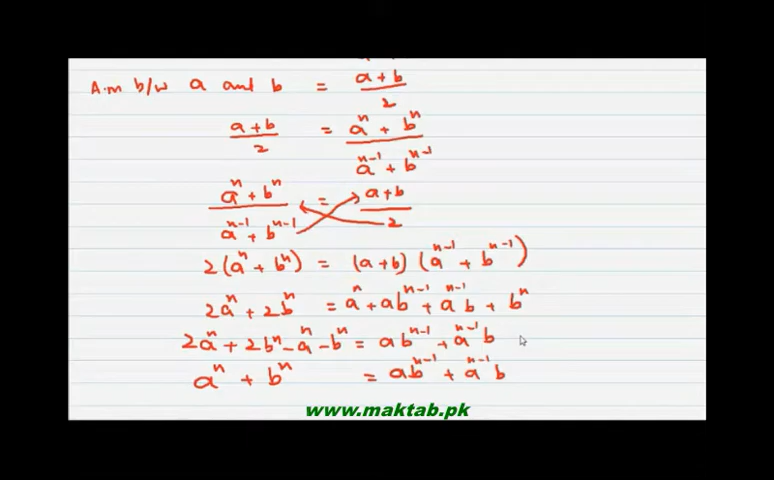 A.m b/w a and b = a+b / 2
a+b / 2 = aⁿ + bⁿ / aⁿ⁻¹ + bⁿ⁻¹
aⁿ + bⁿ / aⁿ⁻¹ + bⁿ⁻¹ = a+b / 2
2(aⁿ + bⁿ) = (a+b) (aⁿ⁻¹ + bⁿ⁻¹)
2aⁿ + 2bⁿ = aⁿ + abⁿ⁻¹ + aⁿ⁻¹b + bⁿ
2aⁿ + 2bⁿ - aⁿ - bⁿ = abⁿ⁻¹ + aⁿ⁻¹b
aⁿ + bⁿ = abⁿ⁻¹ + aⁿ⁻¹b
www.maktab.pk